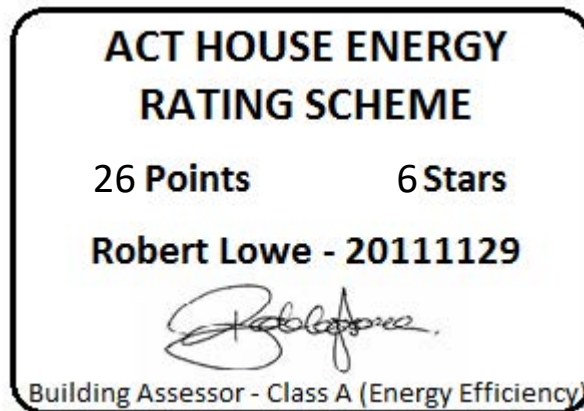 ACT HOUSE ENERGY
RATING SCHEME
26 Points 6 Stars
Robert Lowe - 20111129
Building Assessor - Class A (Energy Efficiency)